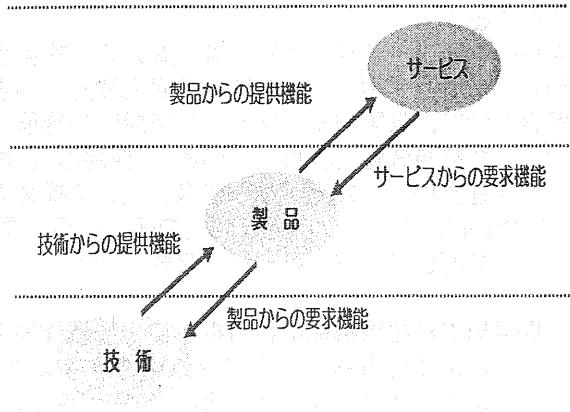 サービス
製品からの提供機能
サービスからの要求機能
製品
技術からの提供機能
製品からの要求機能
技術